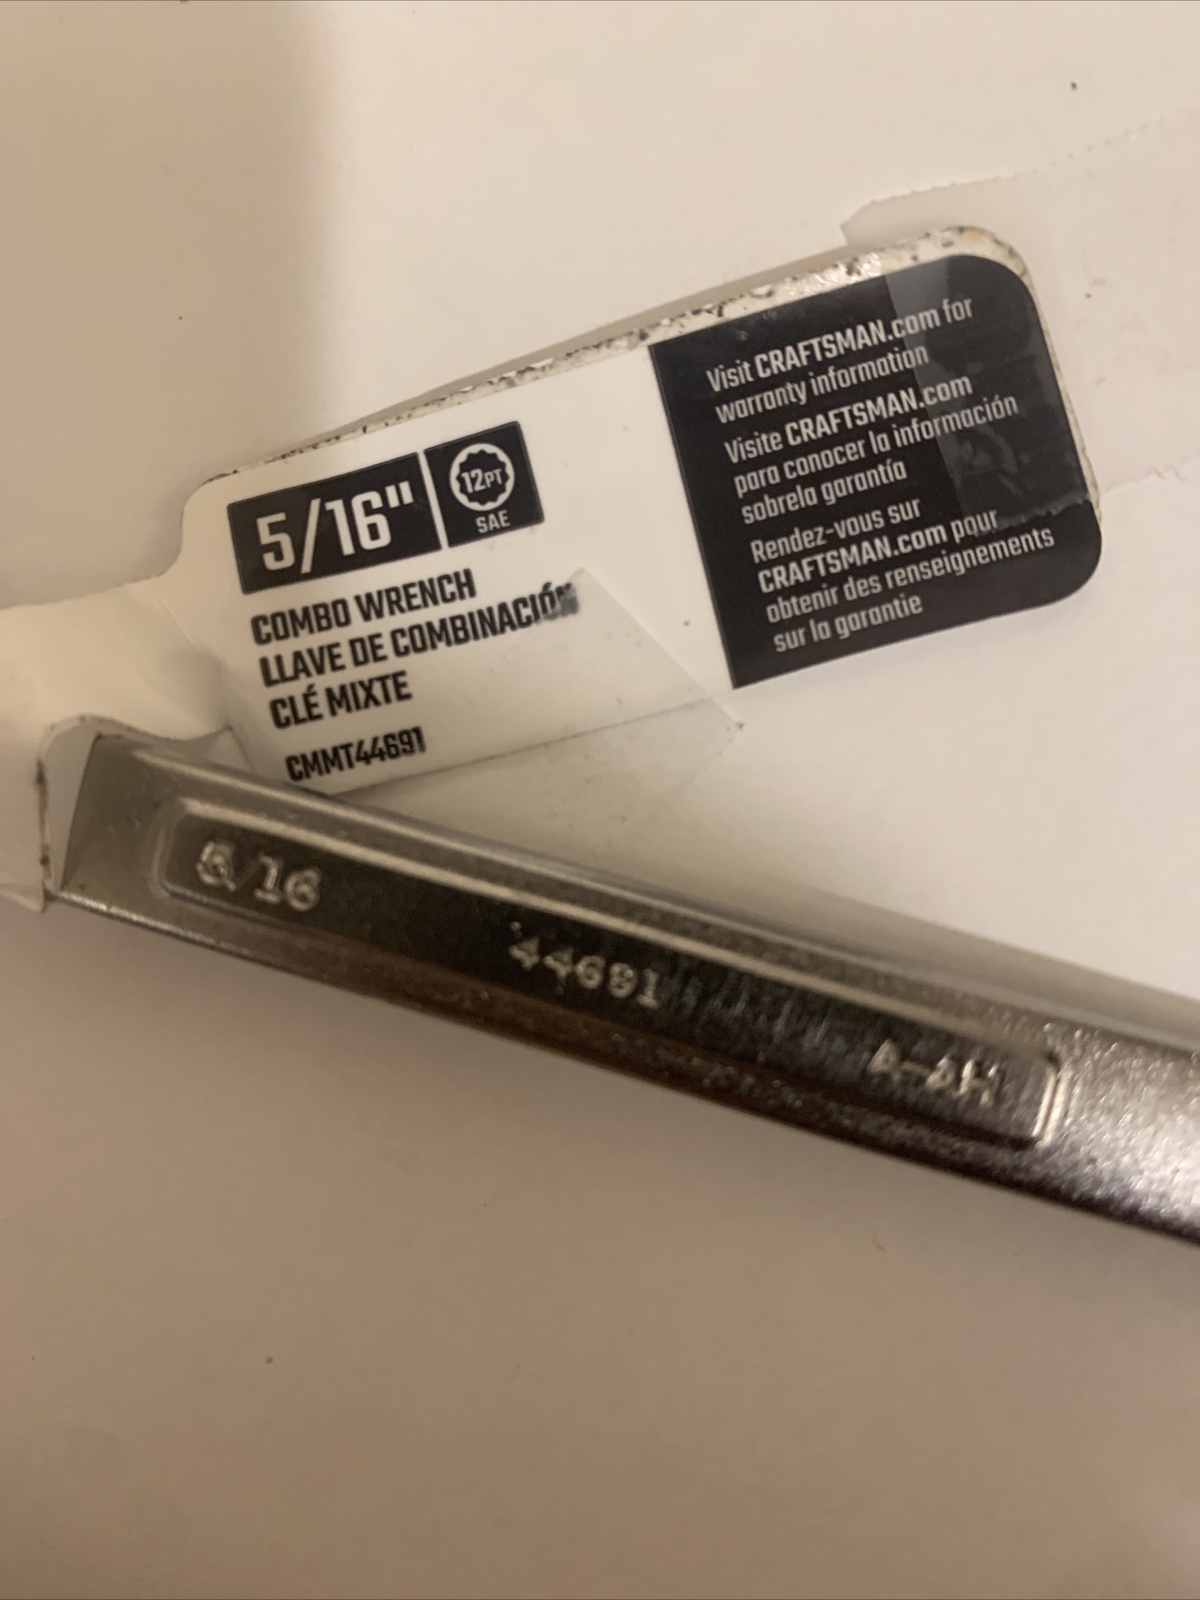 5/16"
12PT
SAE
COMBO WRENCH
LLAVE DE COMBINACIÓN
CLÉ MIXTE
CMMT44691
Visit CRAFTSMAN.com for
warranty information
Visite CRAFTSMAN.com
para conocer la información
sobrela garantía
Rendez-vous sur
CRAFTSMAN.com pour
obtenir des renseignements
sur la garantie
5/16
44691
A-AH